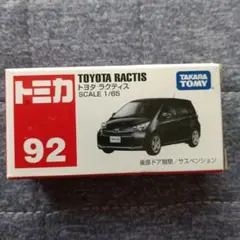 トミカ
92
TOYOTA RACTIS
トヨタ ラクティス
SCALE 1/65
TAKARA
TOMY
後部ドア開閉/サスペンション